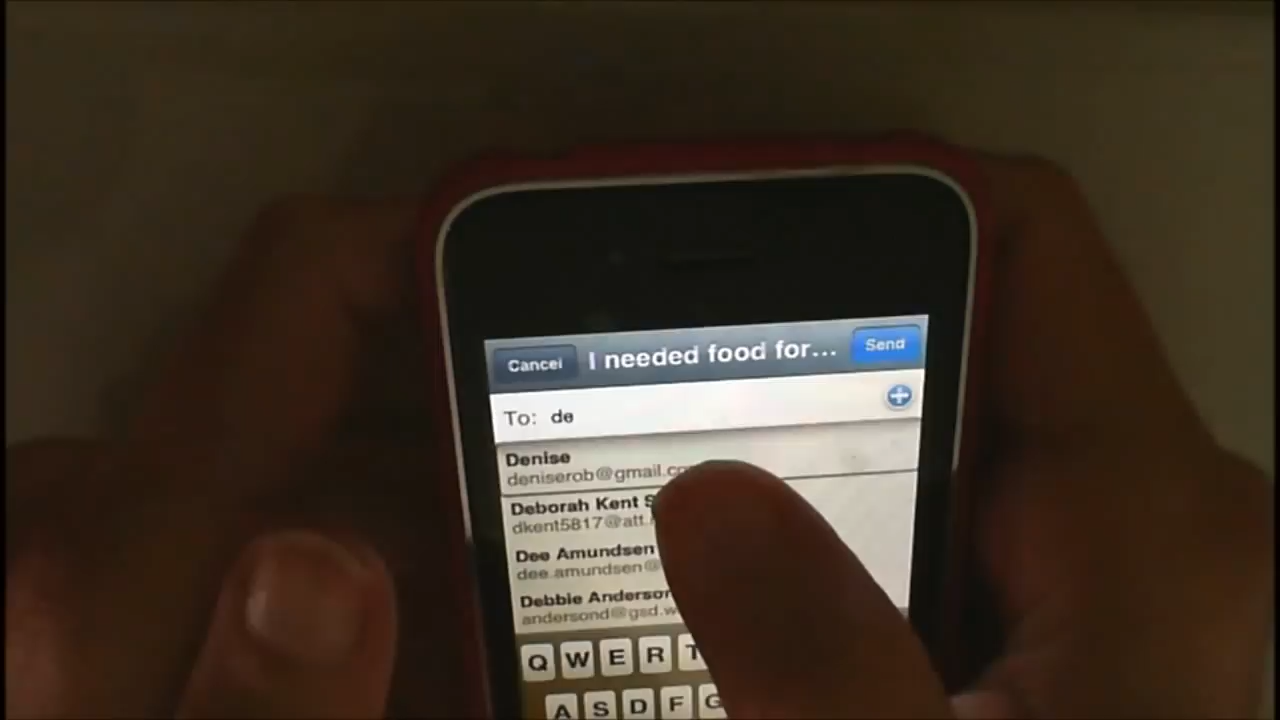 Cancel I needed food for... Send
To: de
Denise
deniserob@gmail.co
Deborah Kent S
dkent5817@att.
Dee Amundsen
dee.amundsen@
Debbie Anderson
andersond@gsd.w
Q W E R T
A S D F G